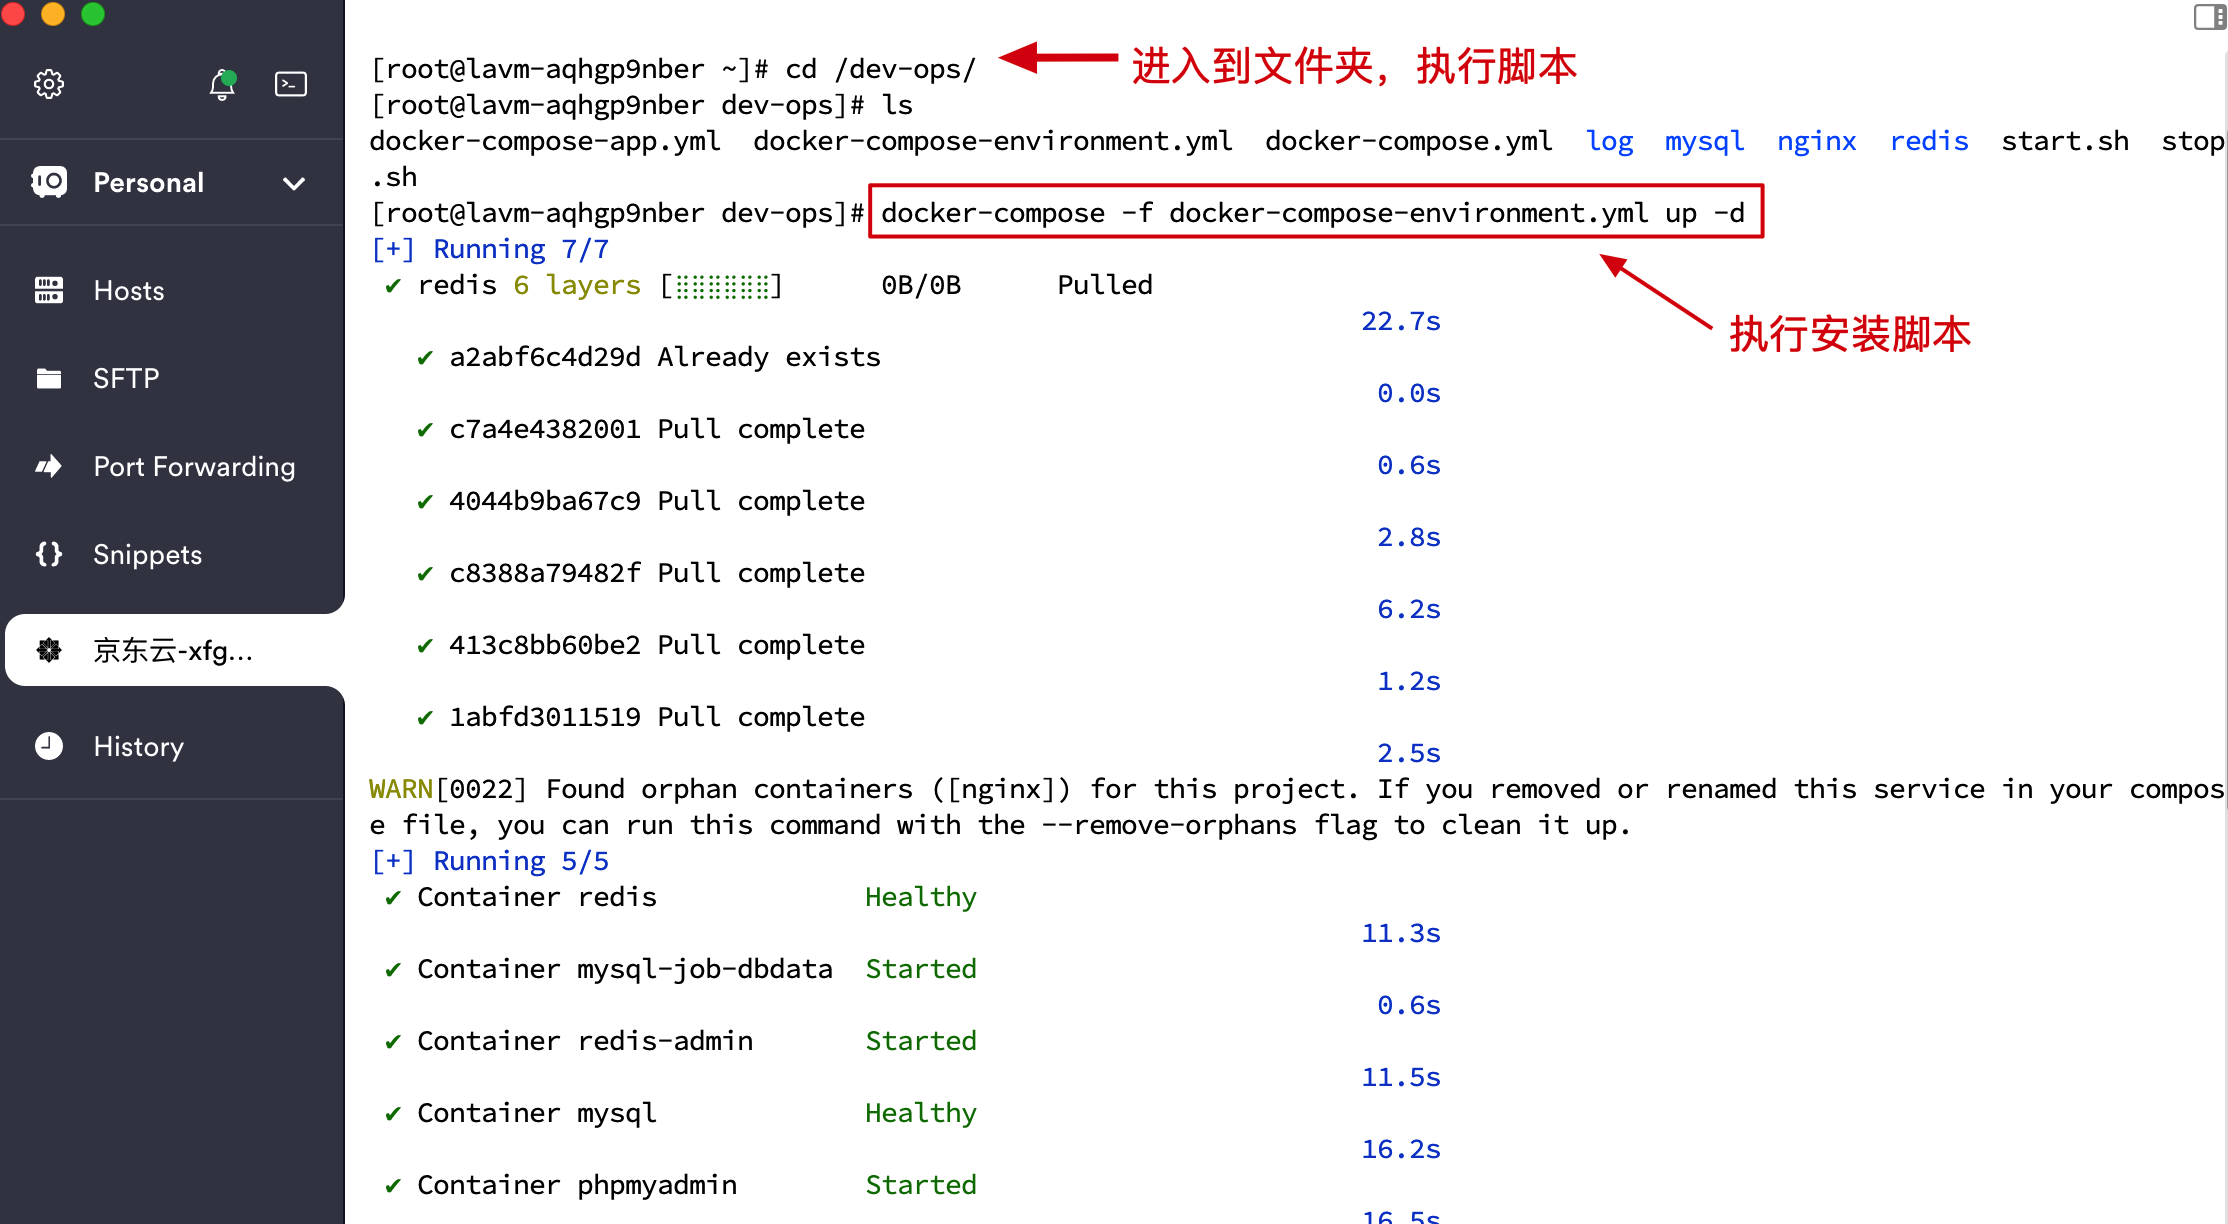 Personal
Hosts
SFTP
Port Forwarding
Snippets
京东云-xfg...
History
[root@lavm-aqhgp9nber ~]# cd /dev-ops/
进入到文件夹，执行脚本
[root@lavm-aqhgp9nber dev-ops]# ls
docker-compose-app.yml  docker-compose-environment.yml  docker-compose.yml  log  mysql  nginx  redis  start.sh  stop
.sh
[root@lavm-aqhgp9nber dev-ops]# docker-compose -f docker-compose-environment.yml up -d
[+] Running 7/7
✔ redis 6 layers [⣿⣿⣿⣿⣿⣿]      0B/0B      Pulled
22.7s
执行安装脚本
✔ a2abf6c4d29d Already exists
0.0s
✔ c7a4e4382001 Pull complete
0.6s
✔ 4044b9ba67c9 Pull complete
2.8s
✔ c8388a79482f Pull complete
6.2s
✔ 413c8bb60be2 Pull complete
1.2s
✔ 1abfd3011519 Pull complete
2.5s
WARN[0022] Found orphan containers ([nginx]) for this project. If you removed or renamed this service in your compos
e file, you can run this command with the --remove-orphans flag to clean it up.
[+] Running 5/5
✔ Container redis             Healthy
11.3s
✔ Container mysql-job-dbdata  Started
0.6s
✔ Container redis-admin       Started
11.5s
✔ Container mysql             Healthy
16.2s
✔ Container phpmyadmin        Started
16.5s